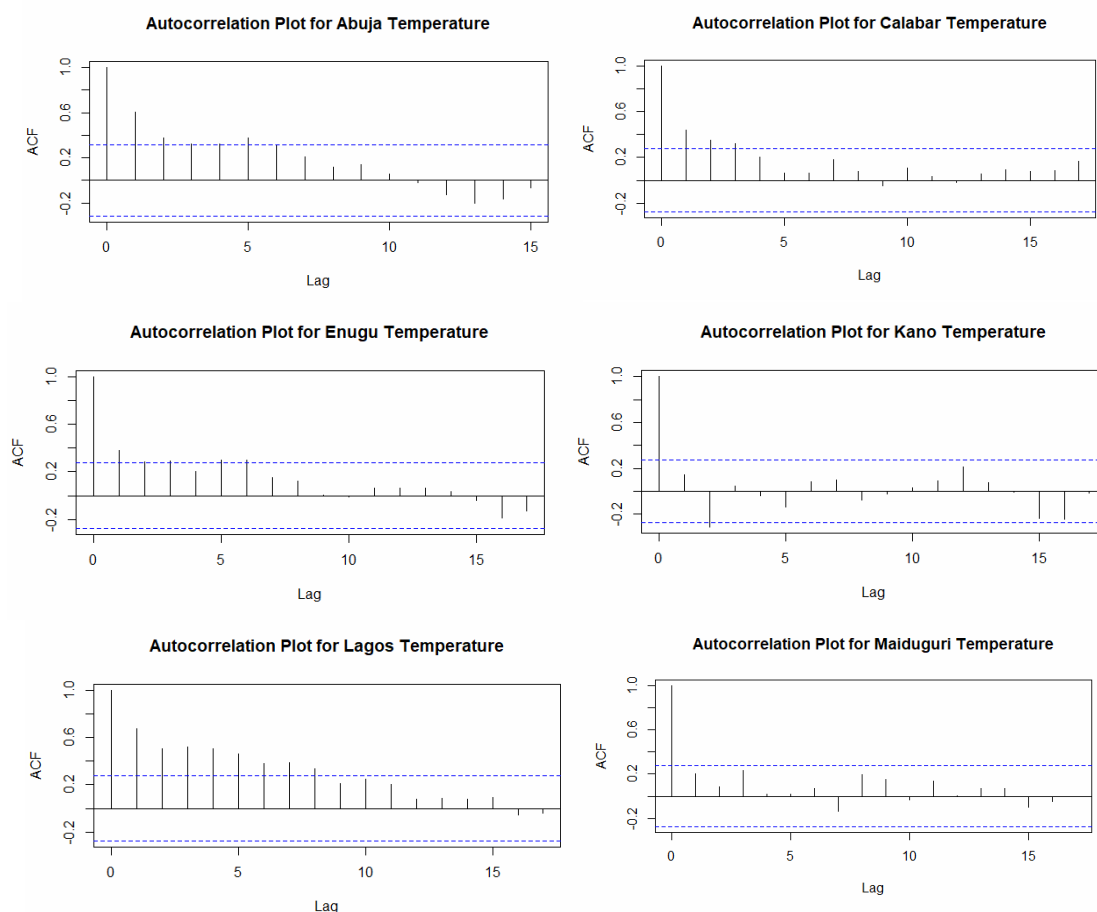 Autocorrelation Plot for Abuja Temperature
ACF
1.0
0.6
0.2
-0.2
0 5 10 15
Lag
Autocorrelation Plot for Calabar Temperature
ACF
1.0
0.6
0.2
-0.2
0 5 10 15
Lag
Autocorrelation Plot for Enugu Temperature
ACF
1.0
0.6
0.2
-0.2
0 5 10 15
Lag
Autocorrelation Plot for Kano Temperature
ACF
1.0
0.6
0.2
-0.2
0 5 10 15
Lag
Autocorrelation Plot for Lagos Temperature
ACF
1.0
0.6
0.2
-0.2
0 5 10 15
Lag
Autocorrelation Plot for Maiduguri Temperature
ACF
1.0
0.6
0.2
-0.2
0 5 10 15
Lag